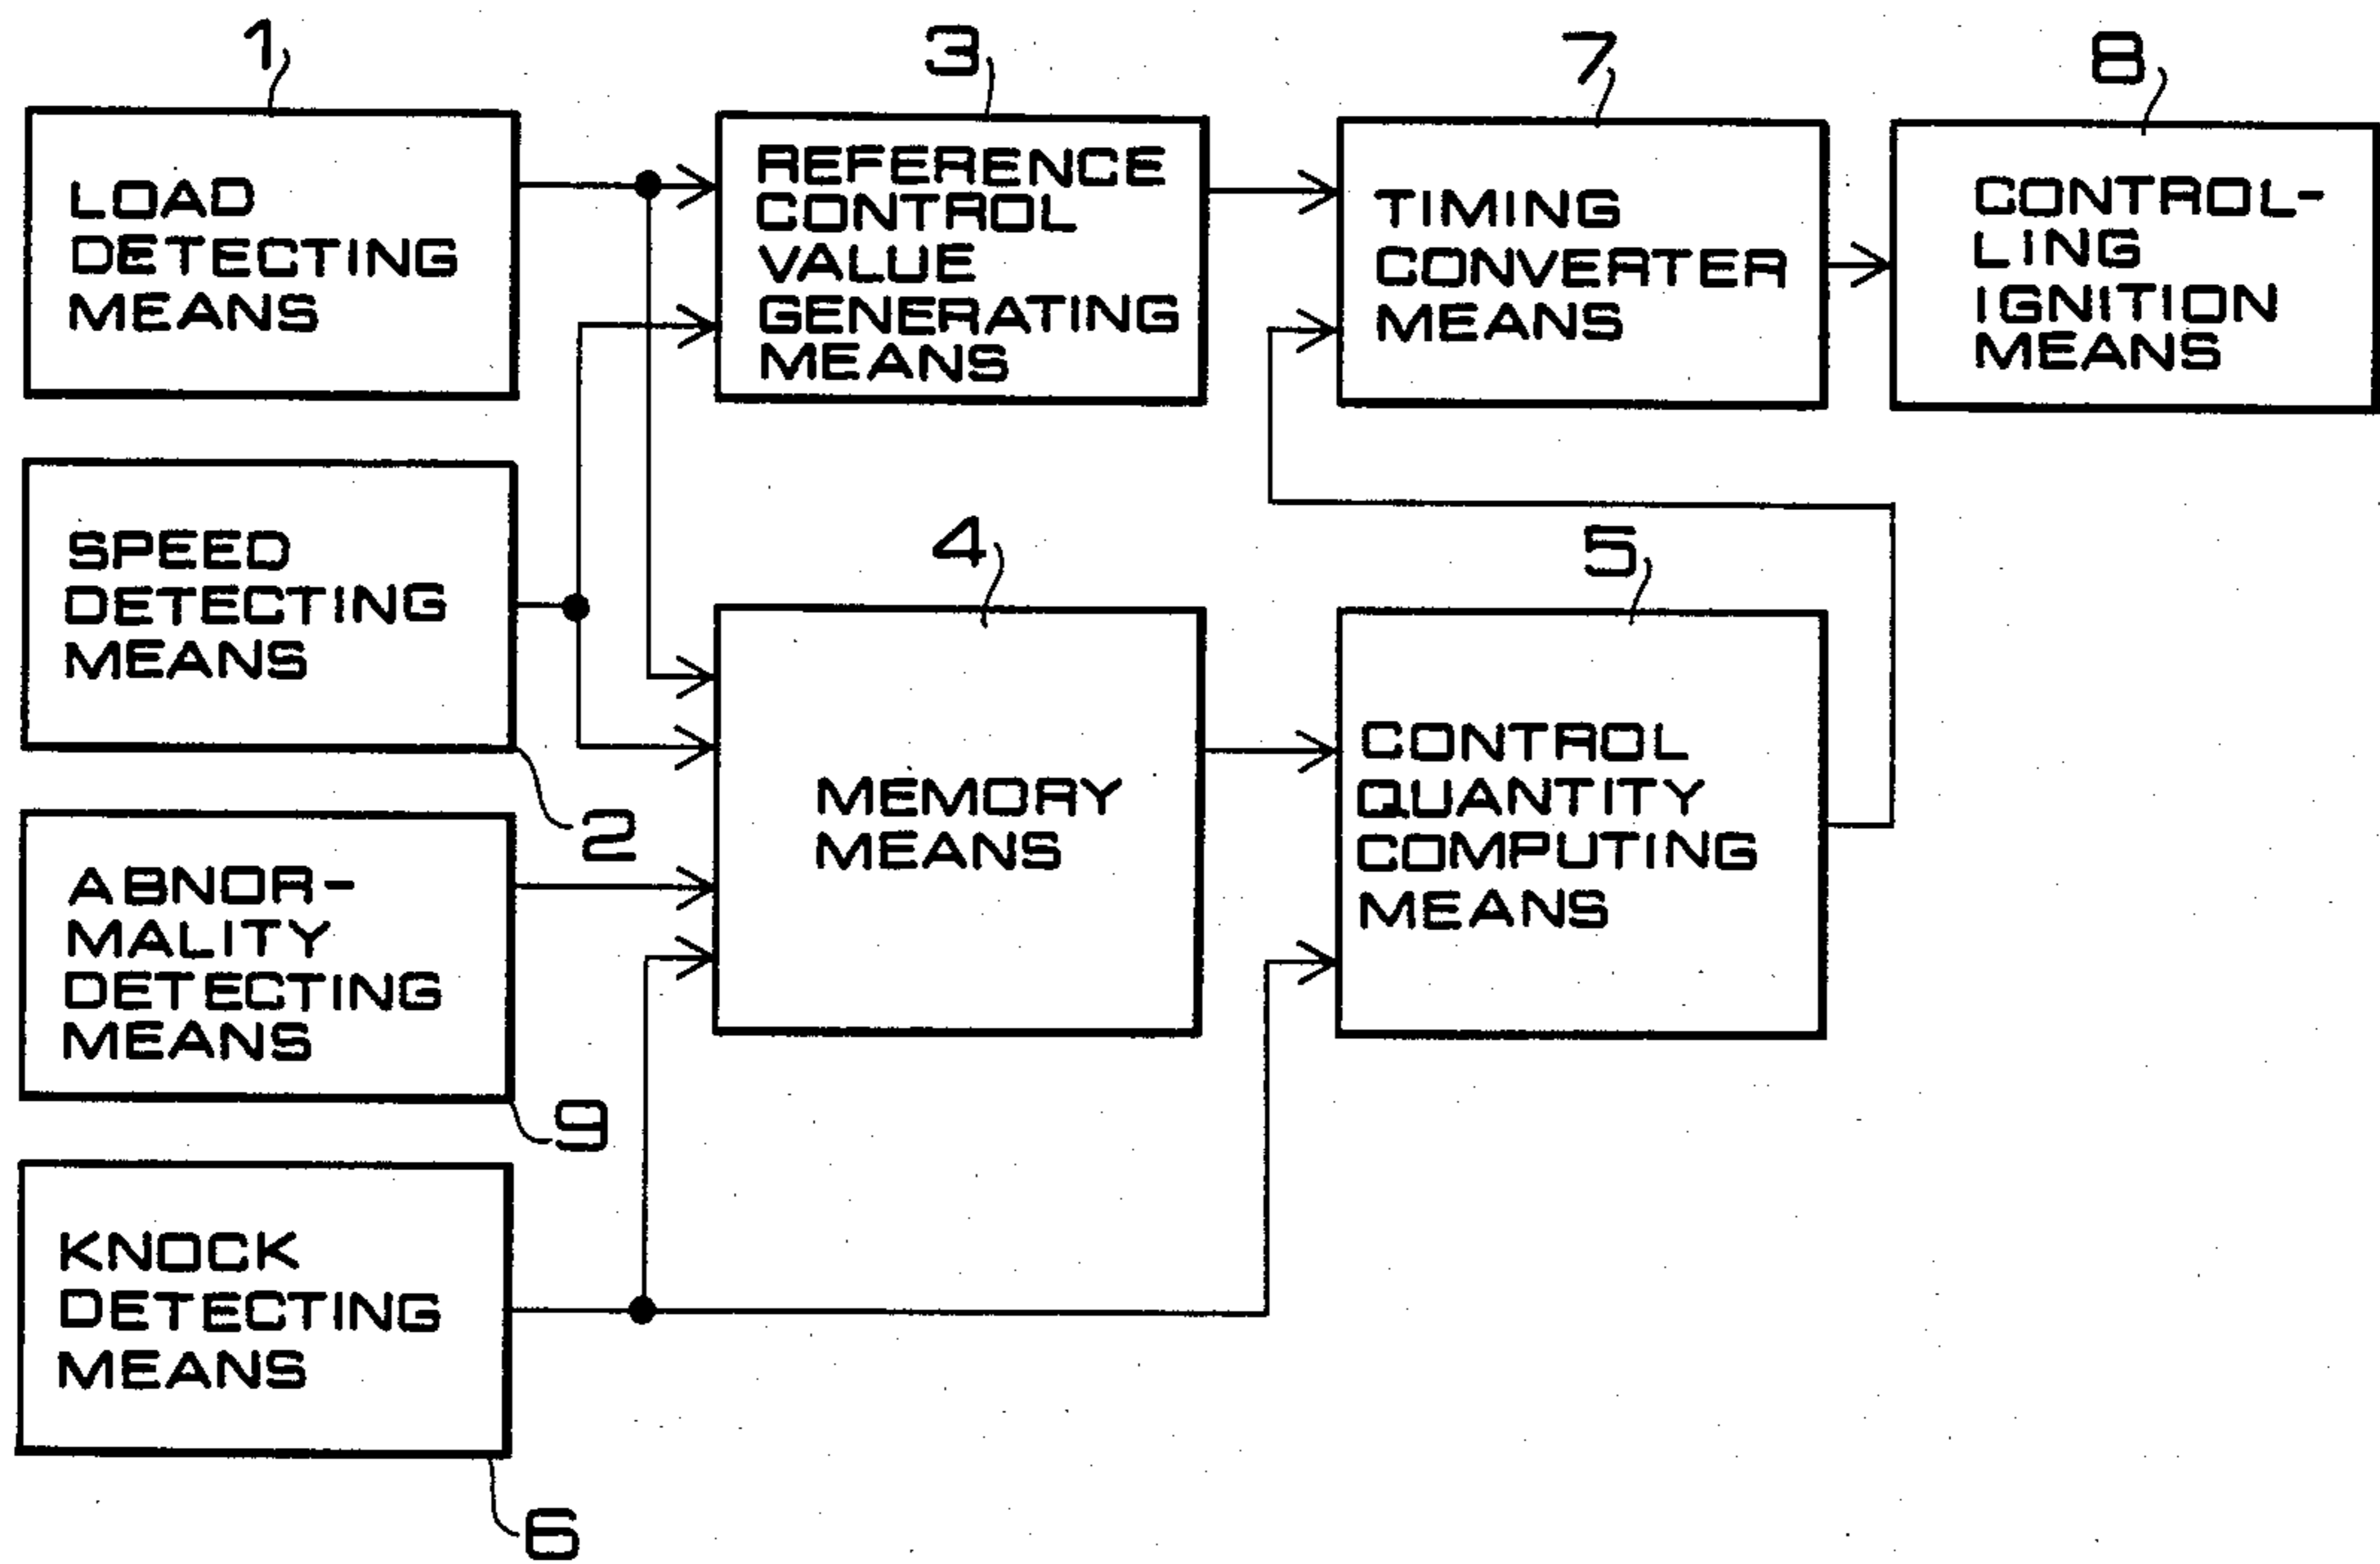 1
LOAD
DETECTING
MEANS
3
REFERENCE
CONTROL
VALUE
GENERATING
MEANS
7
TIMING
CONVERTER
MEANS
8
CONTROL-
LING
IGNITION
MEANS
SPEED
DETECTING
MEANS
2
4
MEMORY
MEANS
5
CONTROL
QUANTITY
COMPUTING
MEANS
ABNOR-
MALITY
DETECTING
MEANS
9
KNOCK
DETECTING
MEANS
6